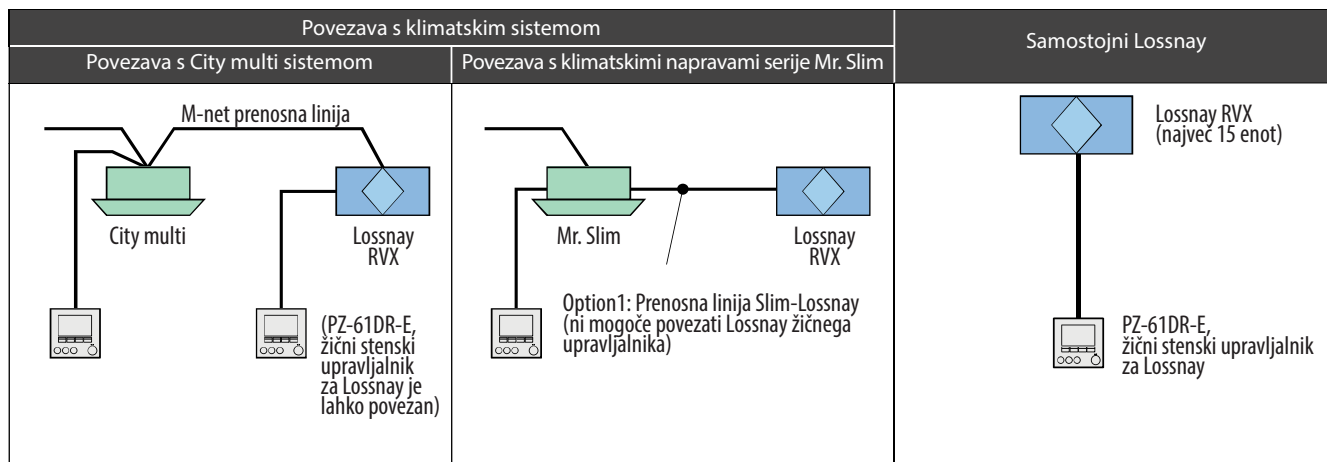 Povezava s klimatskim sistemom
Samostojni Lossnay
Povezava s City multi sistemom
Povezava s klimatskimi napravami serije Mr. Slim
M-net prenosna linija
City multi
Lossnay
RVX
(PZ-61DR-E,
žični stenski
upravljalnik
za Lossnay je
lahko povezan)
Mr. Slim
Lossnay
RVX
Option1: Prenosna linija Slim-Lossnay
(ni mogoče povezati Lossnay žičnega
upravljalnika)
Lossnay RVX
(največ 15 enot)
PZ-61DR-E,
žični stenski upravljalnik
za Lossnay